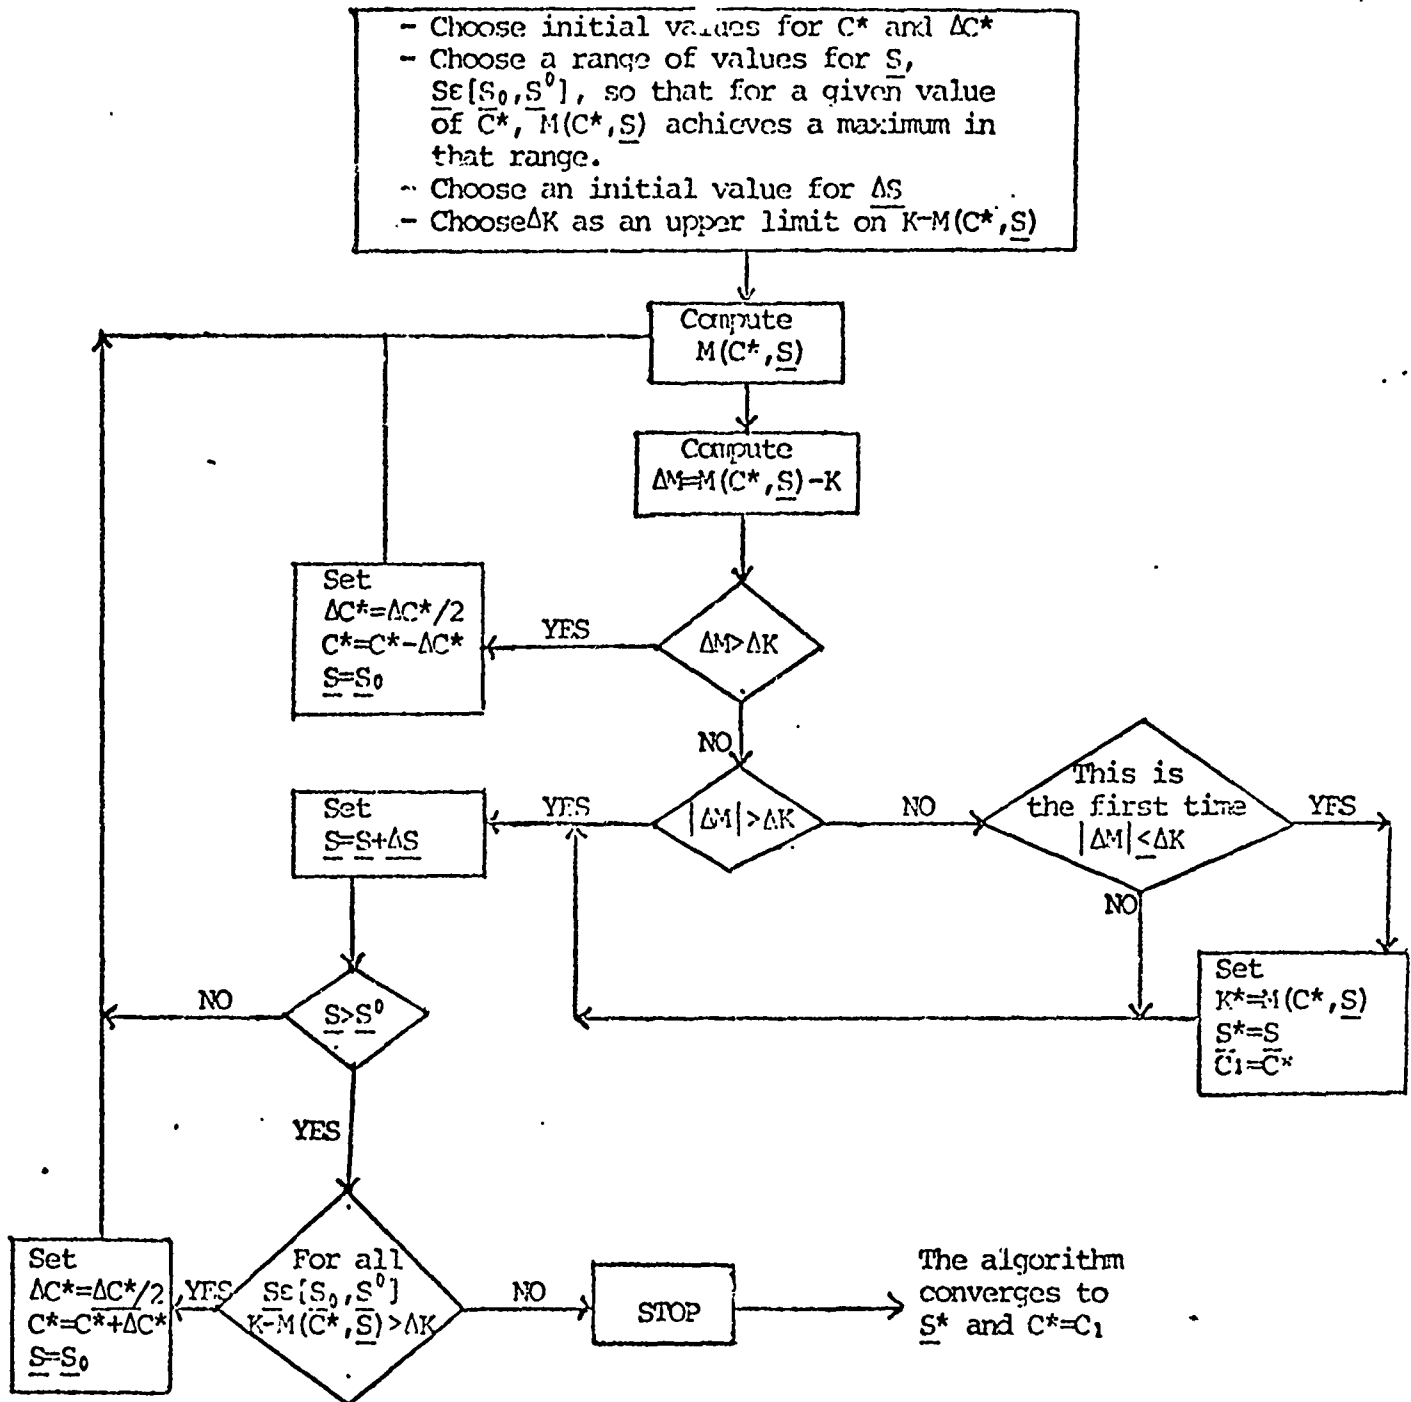 - Choose initial values for C* and ΔC*
- Choose a range of values for S,
Sε[S₀,S⁰], so that for a given value
of C*, M(C*,S) achieves a maximum in
that range.
- Choose an initial value for ΔS
- ChooseΔK as an upper limit on K-M(C*,S)
Compute
M(C*,S)
Compute
ΔM=M(C*,S)-K
Set
ΔC*=ΔC*/2
C*=C*-ΔC*
S=S₀
YES
ΔM>ΔK
NO
Set
S=S+ΔS
YES
|ΔM|>ΔK
NO
This is
the first time
|ΔM|≤ΔK
YES
NO
Set
K*=M(C*,S)
S*=S
C₁=C*
NO
S>S⁰
YES
Set
ΔC*=ΔC*/2
C*=C*+ΔC*
S=S₀
YES
For all
Sε[S₀,S⁰]
K-M(C*,S)>ΔK
NO
STOP
The algorithm
converges to
S* and C*=C₁